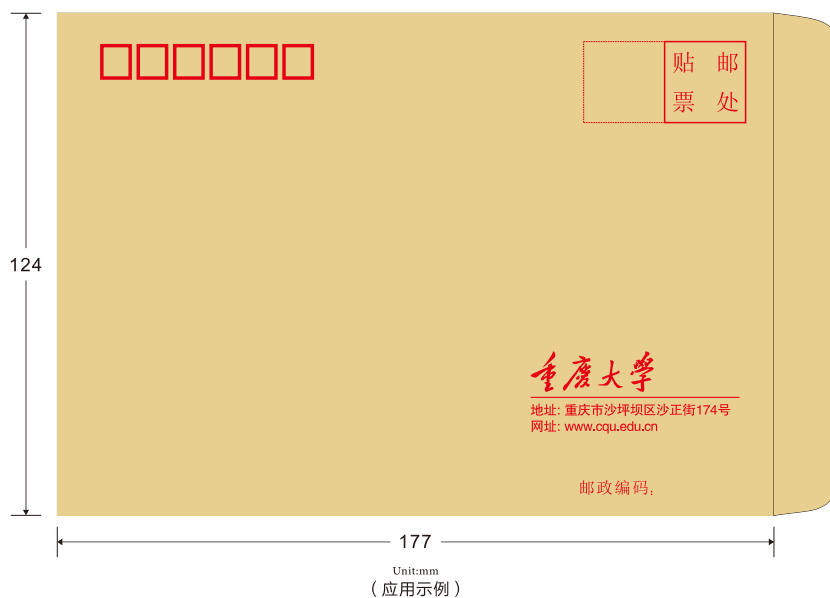 贴 邮
票 处
124
重慶大學
地址: 重庆市沙坪坝区沙正街174号
网址: www.cqu.edu.cn
邮政编码:
177
Unit:mm
(应用示例)